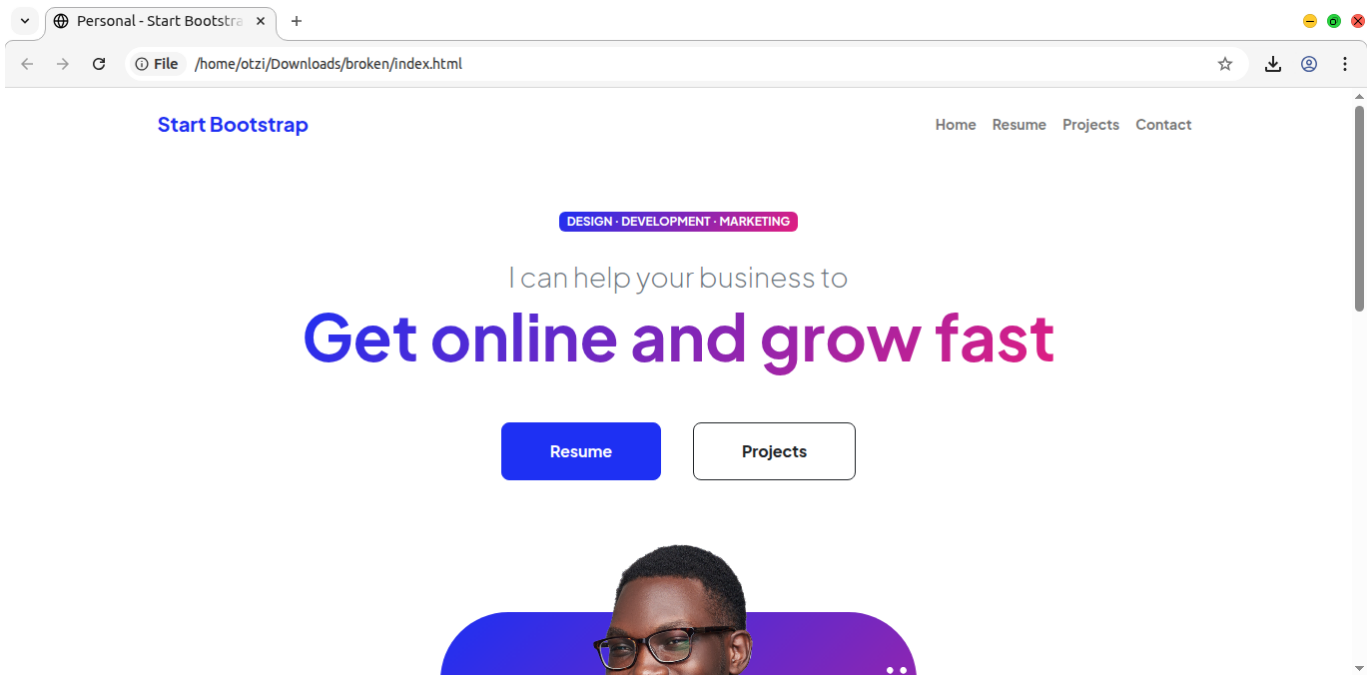 Personal - Start Bootstra
File /home/otzi/Downloads/broken/index.html
Start Bootstrap
Home Resume Projects Contact
DESIGN · DEVELOPMENT · MARKETING
I can help your business to
Get online and grow fast
Resume Projects